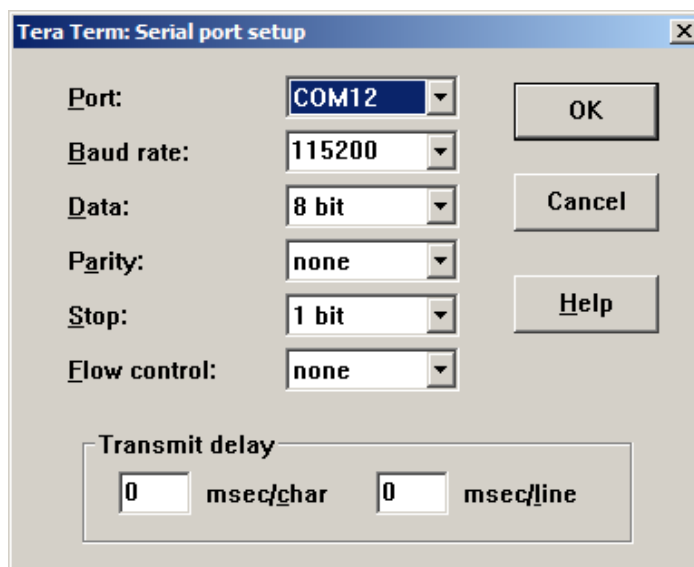 Tera Term: Serial port setup
Port: COM12 OK
Baud rate: 115200
Data: 8 bit Cancel
Parity: none
Stop: 1 bit Help
Flow control: none
Transmit delay
0 msec/char 0 msec/line